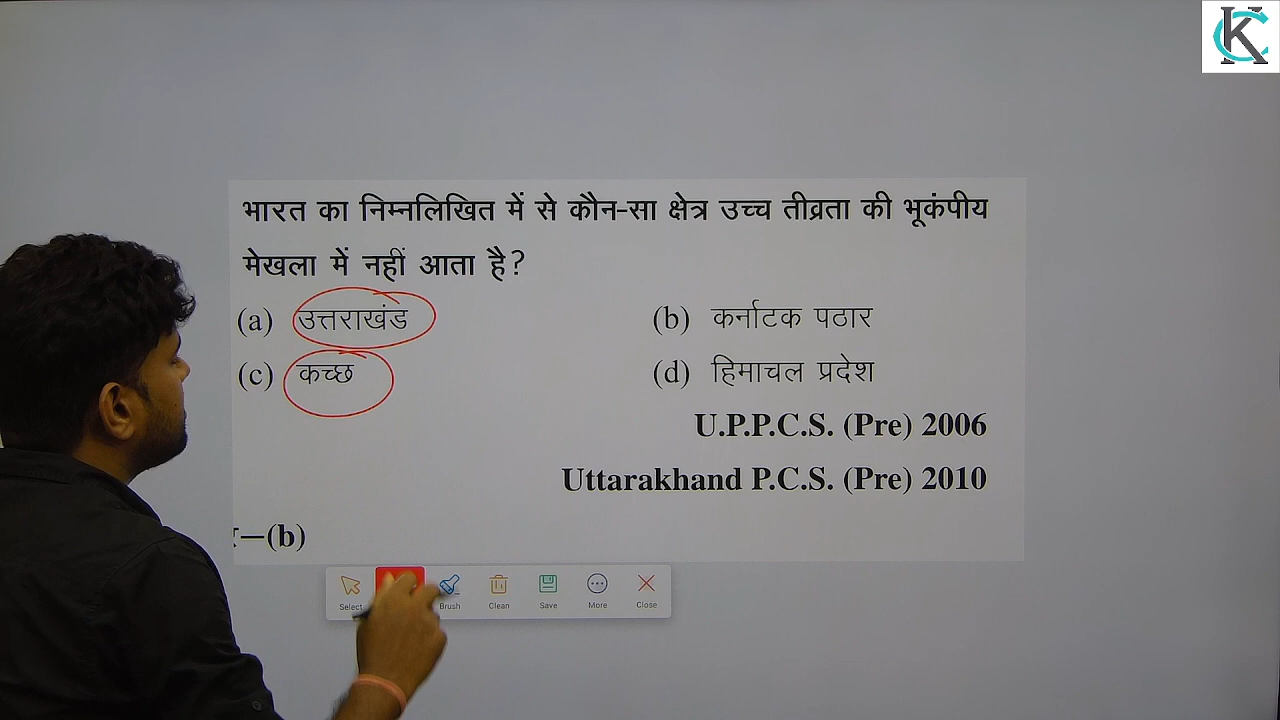 KC
भारत का निम्नलिखित में से कौन-सा क्षेत्र उच्च तीव्रता की भूकंपीय
मेखला में नहीं आता है?
(a) उत्तराखंड (b) कर्नाटक पठार
(c) कच्छ (d) हिमाचल प्रदेश
U.P.P.C.S. (Pre) 2006
Uttarakhand P.C.S. (Pre) 2010
–(b)
Select Brush Clean Save More Close